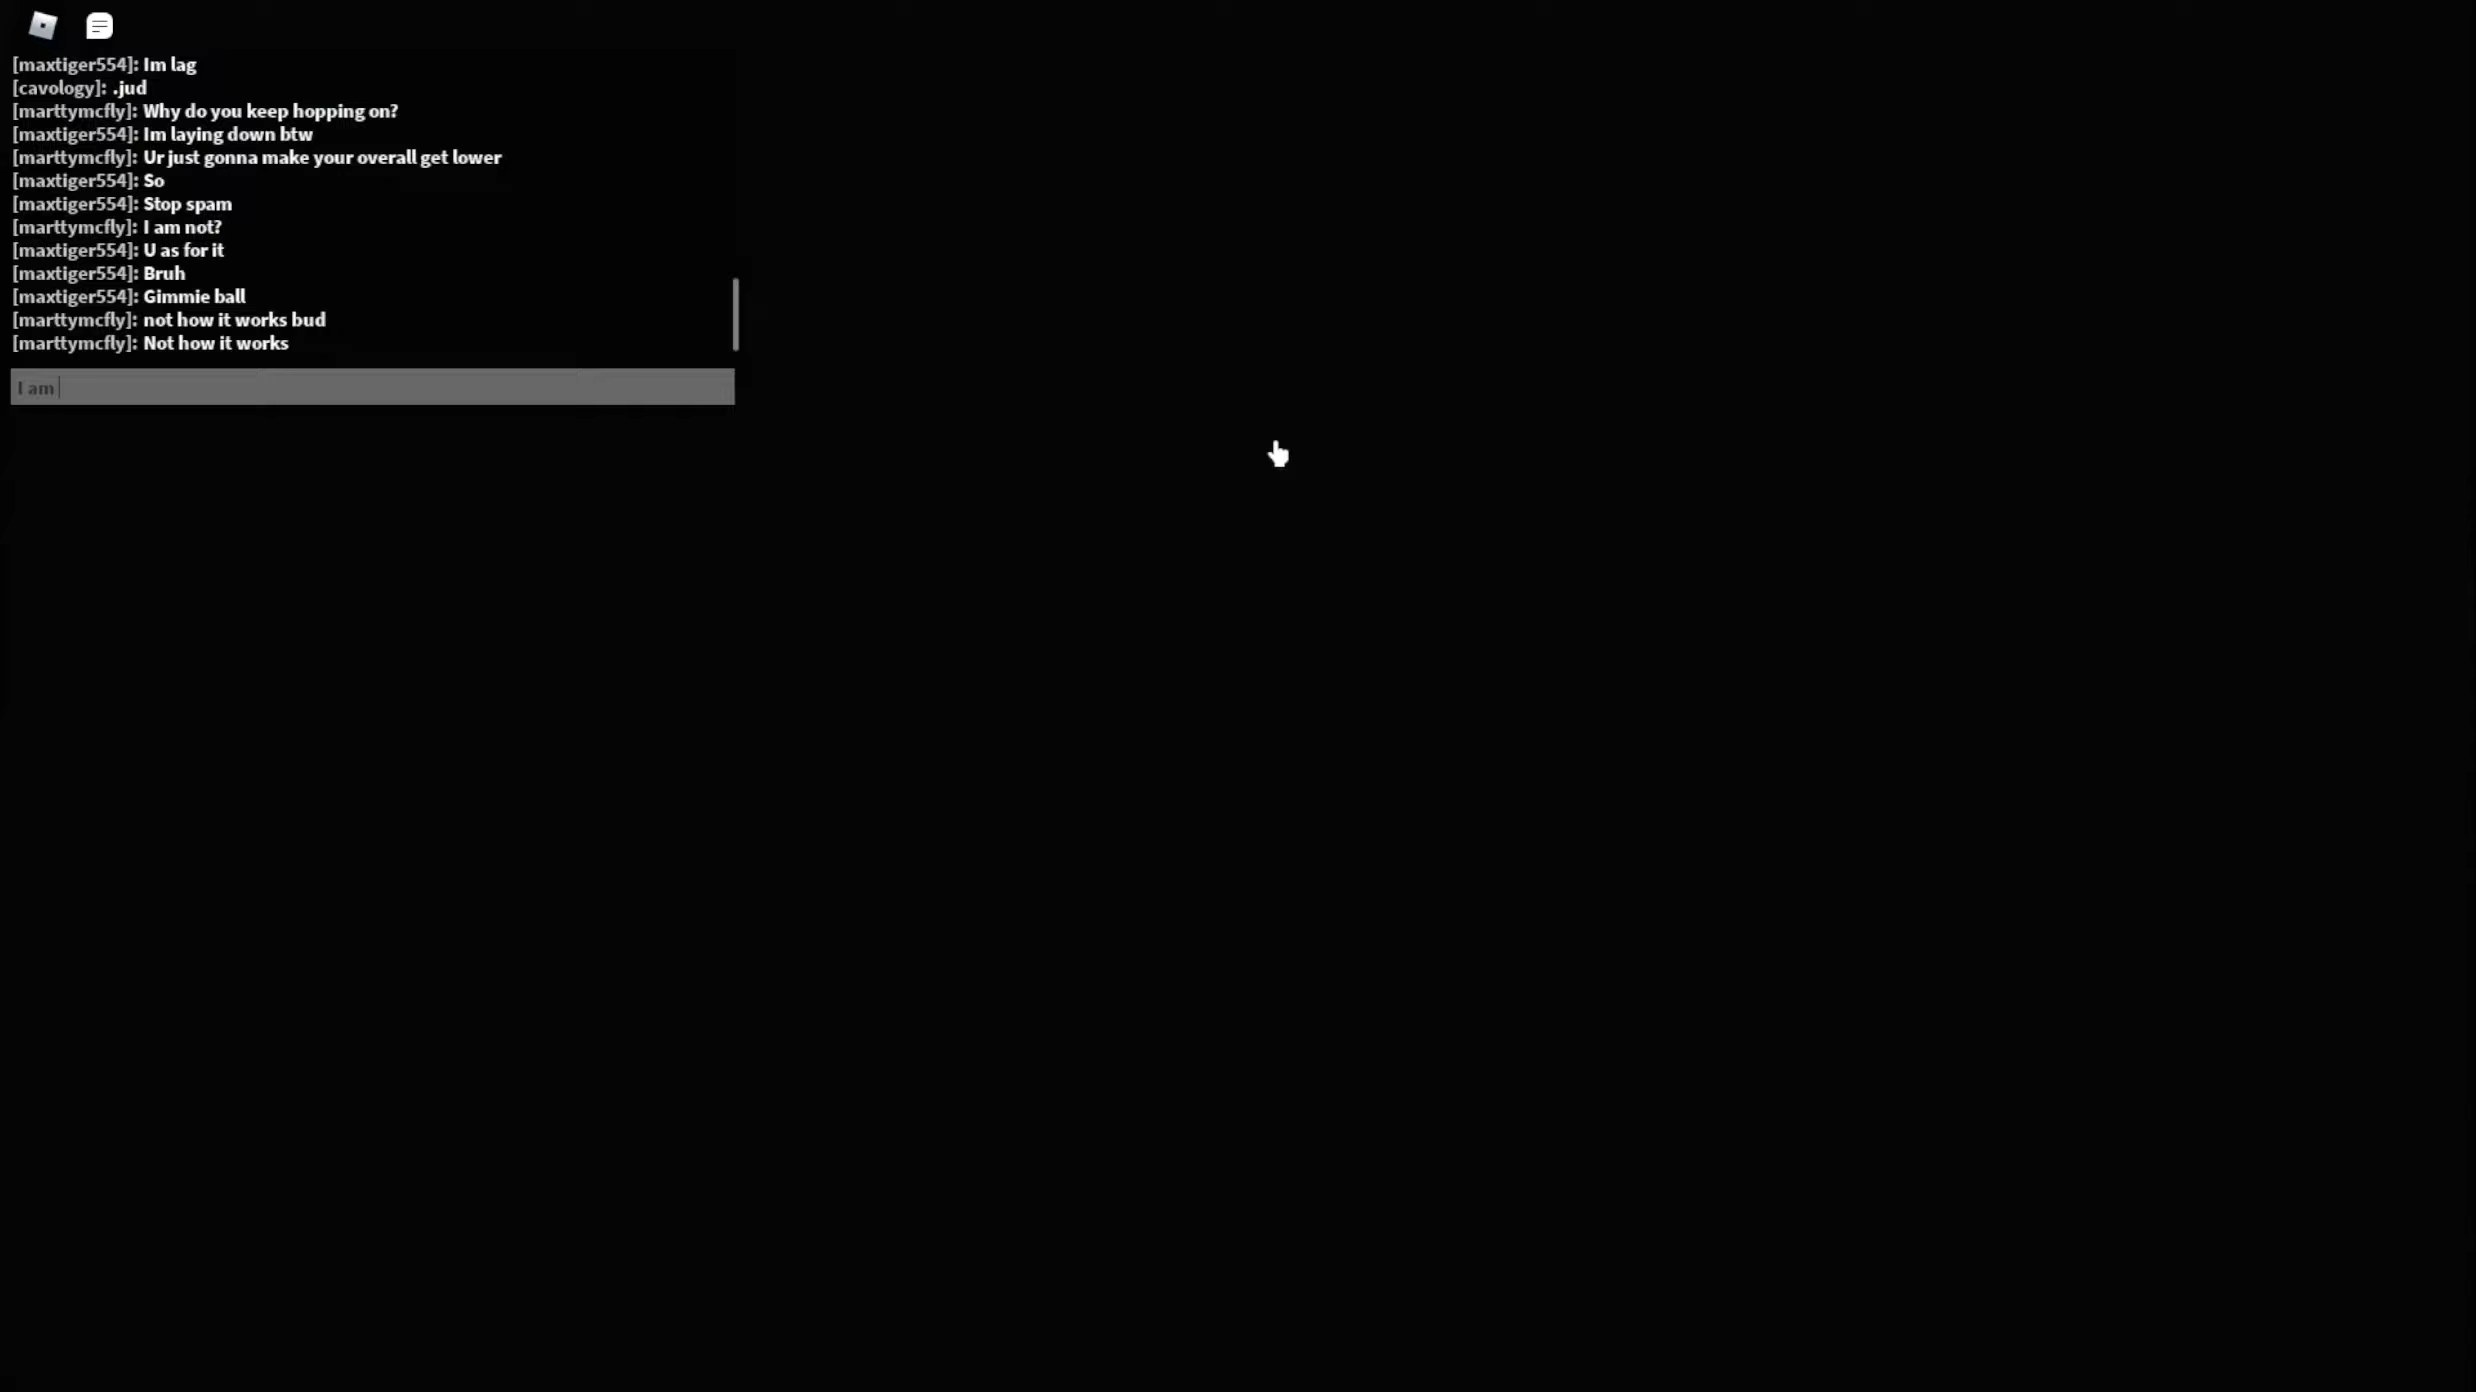 [maxtiger554]: Im lag
[cavology]: .jud
[marttymcfly]: Why do you keep hopping on?
[maxtiger554]: Im laying down btw
[marttymcfly]: Ur just gonna make your overall get lower
[maxtiger554]: So
[maxtiger554]: Stop spam
[marttymcfly]: I am not?
[maxtiger554]: U as for it
[maxtiger554]: Bruh
[maxtiger554]: Gimmie ball
[marttymcfly]: not how it works bud
[marttymcfly]: Not how it works
I am